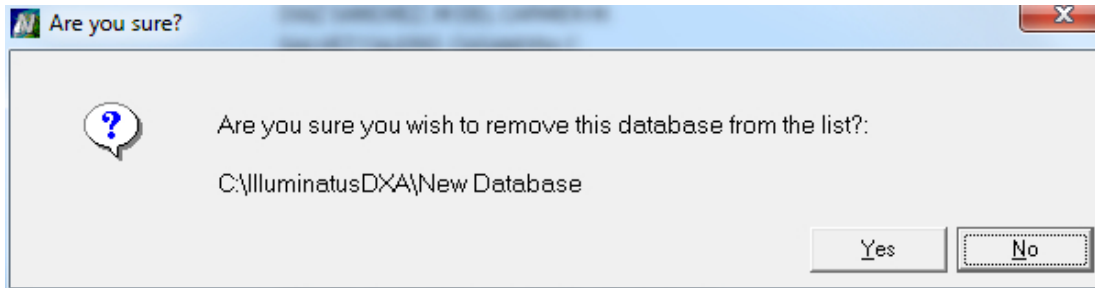 Are you sure?
Are you sure you wish to remove this database from the list?:
C:\IlluminatusDXA\New Database
Yes
No